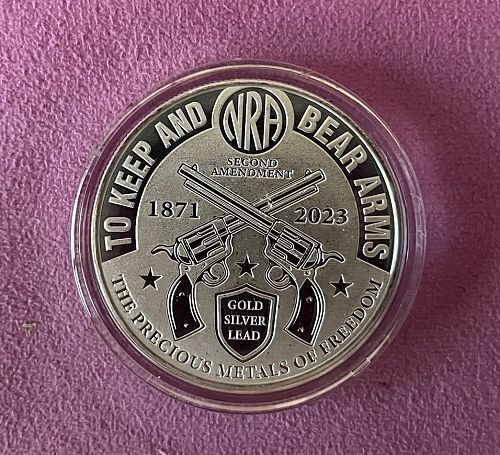 TO KEEP AND NRA BEAR ARMS
SECOND
AMENDMENT
1871 2023
GOLD
SILVER
LEAD
THE PRECIOUS METALS OF FREEDOM